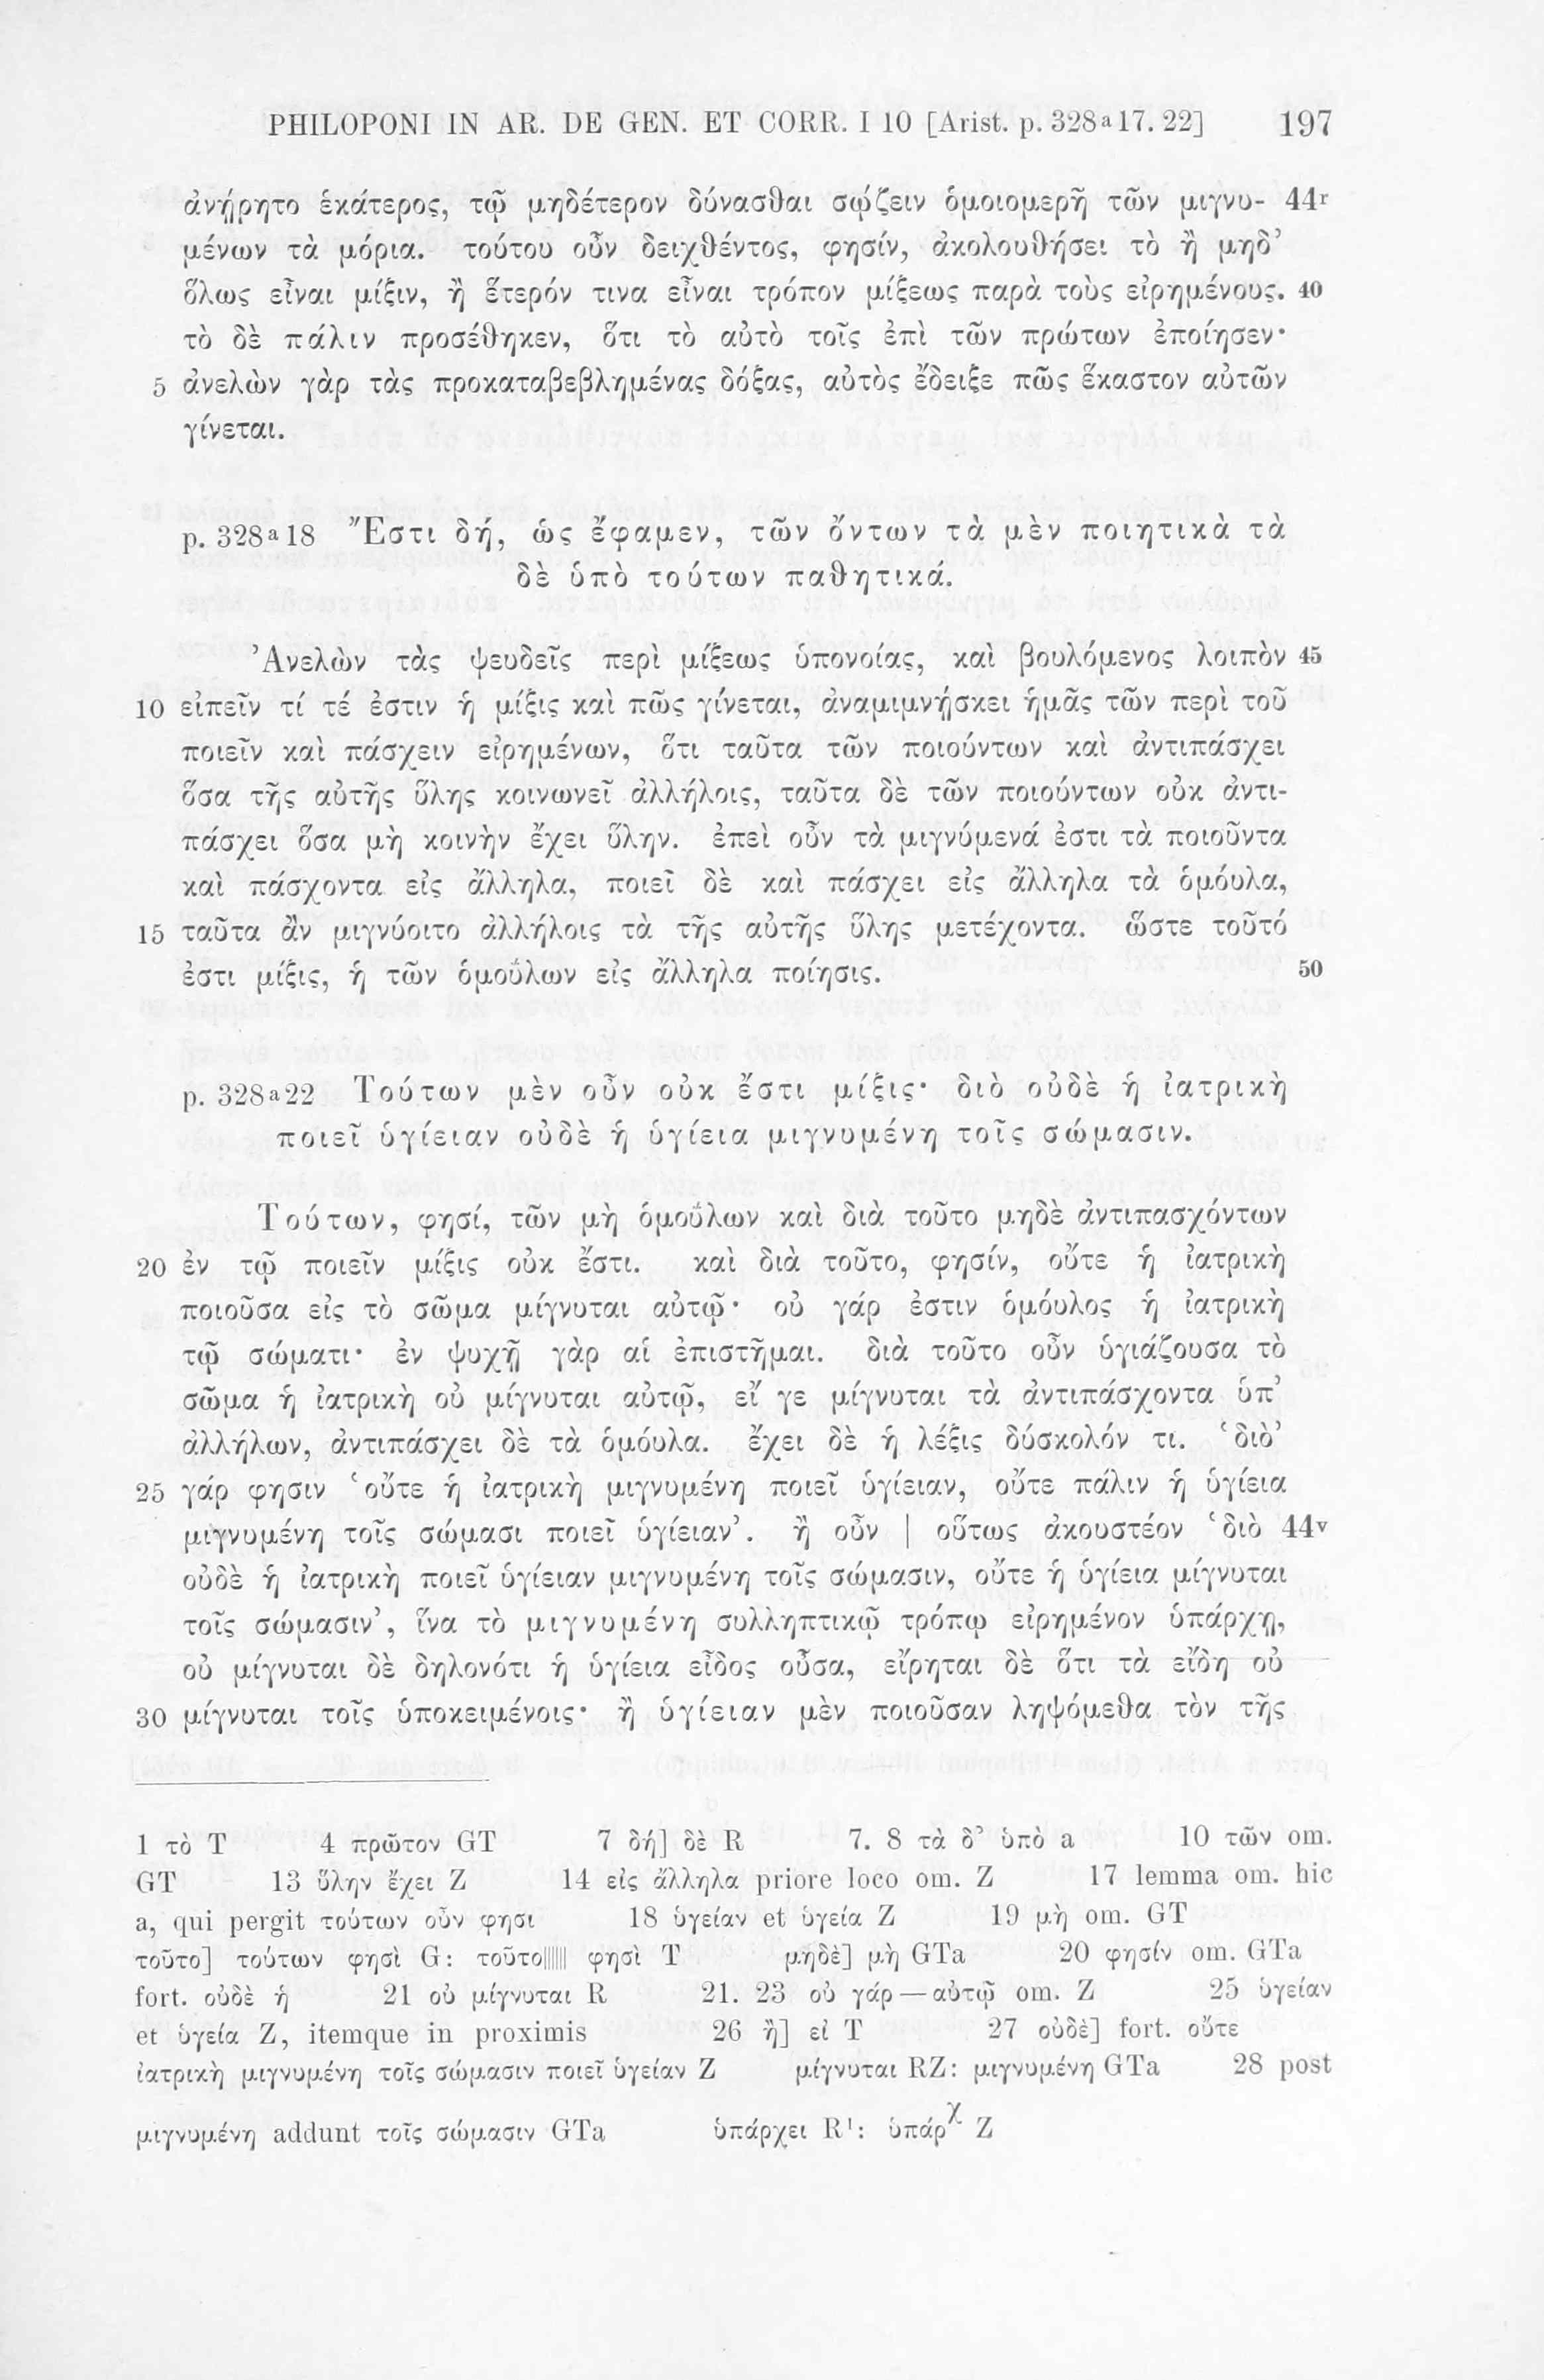 PHILOPONI IN AR. DE GEN. ET CORR. I 10 [Arist. p. 328a17. 22] 197
ἀνῄρητο ἑκάτερος, τῷ μηδέτερον δύνασθαι σῴζειν ὁμοιομερῆ τῶν μιγνυ- 44r
μένων τὰ μόρια. τούτου οὖν δειχθέντος, φησίν, ἀκολουθήσει τὸ ἢ μηδ’
ὅλως εἶναι μίξιν, ἢ ἕτερόν τινα εἶναι τρόπον μίξεως παρὰ τοὺς εἰρημένους. 40
τὸ δὲ πάλιν προσέθηκεν, ὅτι τὸ αὐτὸ τοῖς ἐπὶ τῶν πρώτων ἐποίησεν·
5 ἀνελὼν γὰρ τὰς προκαταβεβλημένας δόξας, αὐτὸς ἔδειξε πῶς ἕκαστον αὐτῶν
γίνεται.
p. 328a18 Ἔστι δή, ὡς ἔφαμεν, τῶν ὄντων τὰ μὲν ποιητικὰ τὰ
δὲ ὑπὸ τούτων παθητικά.
Ἀνελὼν τὰς ψευδεῖς περὶ μίξεως ὑπονοίας, καὶ βουλόμενος λοιπὸν 45
10 εἰπεῖν τί τέ ἐστιν ἡ μίξις καὶ πῶς γίνεται, ἀναμιμνῄσκει ἡμᾶς τῶν περὶ τοῦ
ποιεῖν καὶ πάσχειν εἰρημένων, ὅτι ταῦτα τῶν ποιούντων καὶ ἀντιπάσχει
ὅσα τῆς αὐτῆς ὕλης κοινωνεῖ ἀλλήλοις, ταῦτα δὲ τῶν ποιούντων οὐκ ἀντι-
πάσχει ὅσα μὴ κοινὴν ἔχει ὕλην. ἐπεὶ οὖν τὰ μιγνύμενά ἐστι τὰ ποιοῦντα
καὶ πάσχοντα εἰς ἄλληλα, ποιεῖ δὲ καὶ πάσχει εἰς ἄλληλα τὰ ὁμόυλα,
15 ταῦτα ἂν μιγνύοιτο ἀλλήλοις τὰ τῆς αὐτῆς ὕλης μετέχοντα. ὥστε τοῦτό
ἐστι μίξις, ἡ τῶν ὁμοΰλων εἰς ἄλληλα ποίησις. 50
p. 328a22 Τούτων μὲν οὖν οὐκ ἔστι μίξις· διὸ οὐδὲ ἡ ἰατρικὴ
ποιεῖ ὑγίειαν οὐδὲ ἡ ὑγίεια μιγνυμένη τοῖς σώμασιν.
Τούτων, φησί, τῶν μὴ ὁμοΰλων καὶ διὰ τοῦτο μηδὲ ἀντιπασχόντων
20 ἐν τῷ ποιεῖν μίξις οὐκ ἔστι. καὶ διὰ τοῦτο, φησίν, οὔτε ἡ ἰατρικὴ
ποιοῦσα εἰς τὸ σῶμα μίγνυται αὐτῷ· οὐ γάρ ἐστιν ὁμόυλος ἡ ἰατρικὴ
τῷ σώματι· ἐν ψυχῇ γὰρ αἱ ἐπιστῆμαι. διὰ τοῦτο οὖν ὑγιάζουσα τὸ
σῶμα ἡ ἰατρικὴ οὐ μίγνυται αὐτῷ, εἴ γε μίγνυται τὰ ἀντιπάσχοντα ὑπ’
ἀλλήλων, ἀντιπάσχει δὲ τὰ ὁμόυλα. ἔχει δὲ ἡ λέξις δύσκολόν τι. ‘διὸ’
25 γάρ φησιν ‘οὔτε ἡ ἰατρικὴ μιγνυμένη ποιεῖ ὑγίειαν, οὔτε πάλιν ἡ ὑγίεια
μιγνυμένη τοῖς σώμασι ποιεῖ ὑγίειαν’. ἢ οὖν | οὕτως ἀκουστέον ‘διὸ 44v
οὐδὲ ἡ ἰατρικὴ ποιεῖ ὑγίειαν μιγνυμένη τοῖς σώμασιν, οὔτε ἡ ὑγίεια μίγνυται
τοῖς σώμασιν’, ἵνα τὸ μιγνυμένη συλληπτικῷ τρόπῳ εἰρημένον ὑπάρχῃ,
οὐ μίγνυται δὲ δηλονότι ἡ ὑγίεια εἶδος οὖσα, εἴρηται δὲ ὅτι τὰ εἴδη οὐ
30 μίγνυται τοῖς ὑποκειμένοις· ἢ ὑγίειαν μὲν ποιοῦσαν ληψόμεθα τὸν τῆς
1 τὸ T 4 πρῶτον GT 7 δή] δὲ R 7. 8 τὰ δ’ ὑπὸ a 10 τῶν om.
GT 13 ὕλην ἔχει Z 14 εἰς ἄλληλα priore loco om. Z 17 lemma om. hic
a, qui pergit τούτων οὖν φησι 18 ὑγείαν et ὑγεία Z 19 μὴ om. GT
τοῦτο] τούτων φησὶ G: τοῦτο|||||| φησὶ T μηδὲ] μὴ GTa 20 φησίν om. GTa
fort. οὐδὲ ἡ 21 οὐ μίγνυται R 21. 23 οὐ γάρ — αὐτῷ om. Z 25 ὑγείαν
et ὑγεία Z, itemque in proximis 26 ἢ] εἰ T 27 οὐδὲ] fort. οὔτε
ἰατρικὴ μιγνυμένη τοῖς σώμασιν ποιεῖ ὑγείαν Z μίγνυται RZ: μιγνυμένη GTa 28 post
μιγνυμένη addunt τοῖς σώμασιν GTa ὑπάρχει R¹: ὑπάρχ Z